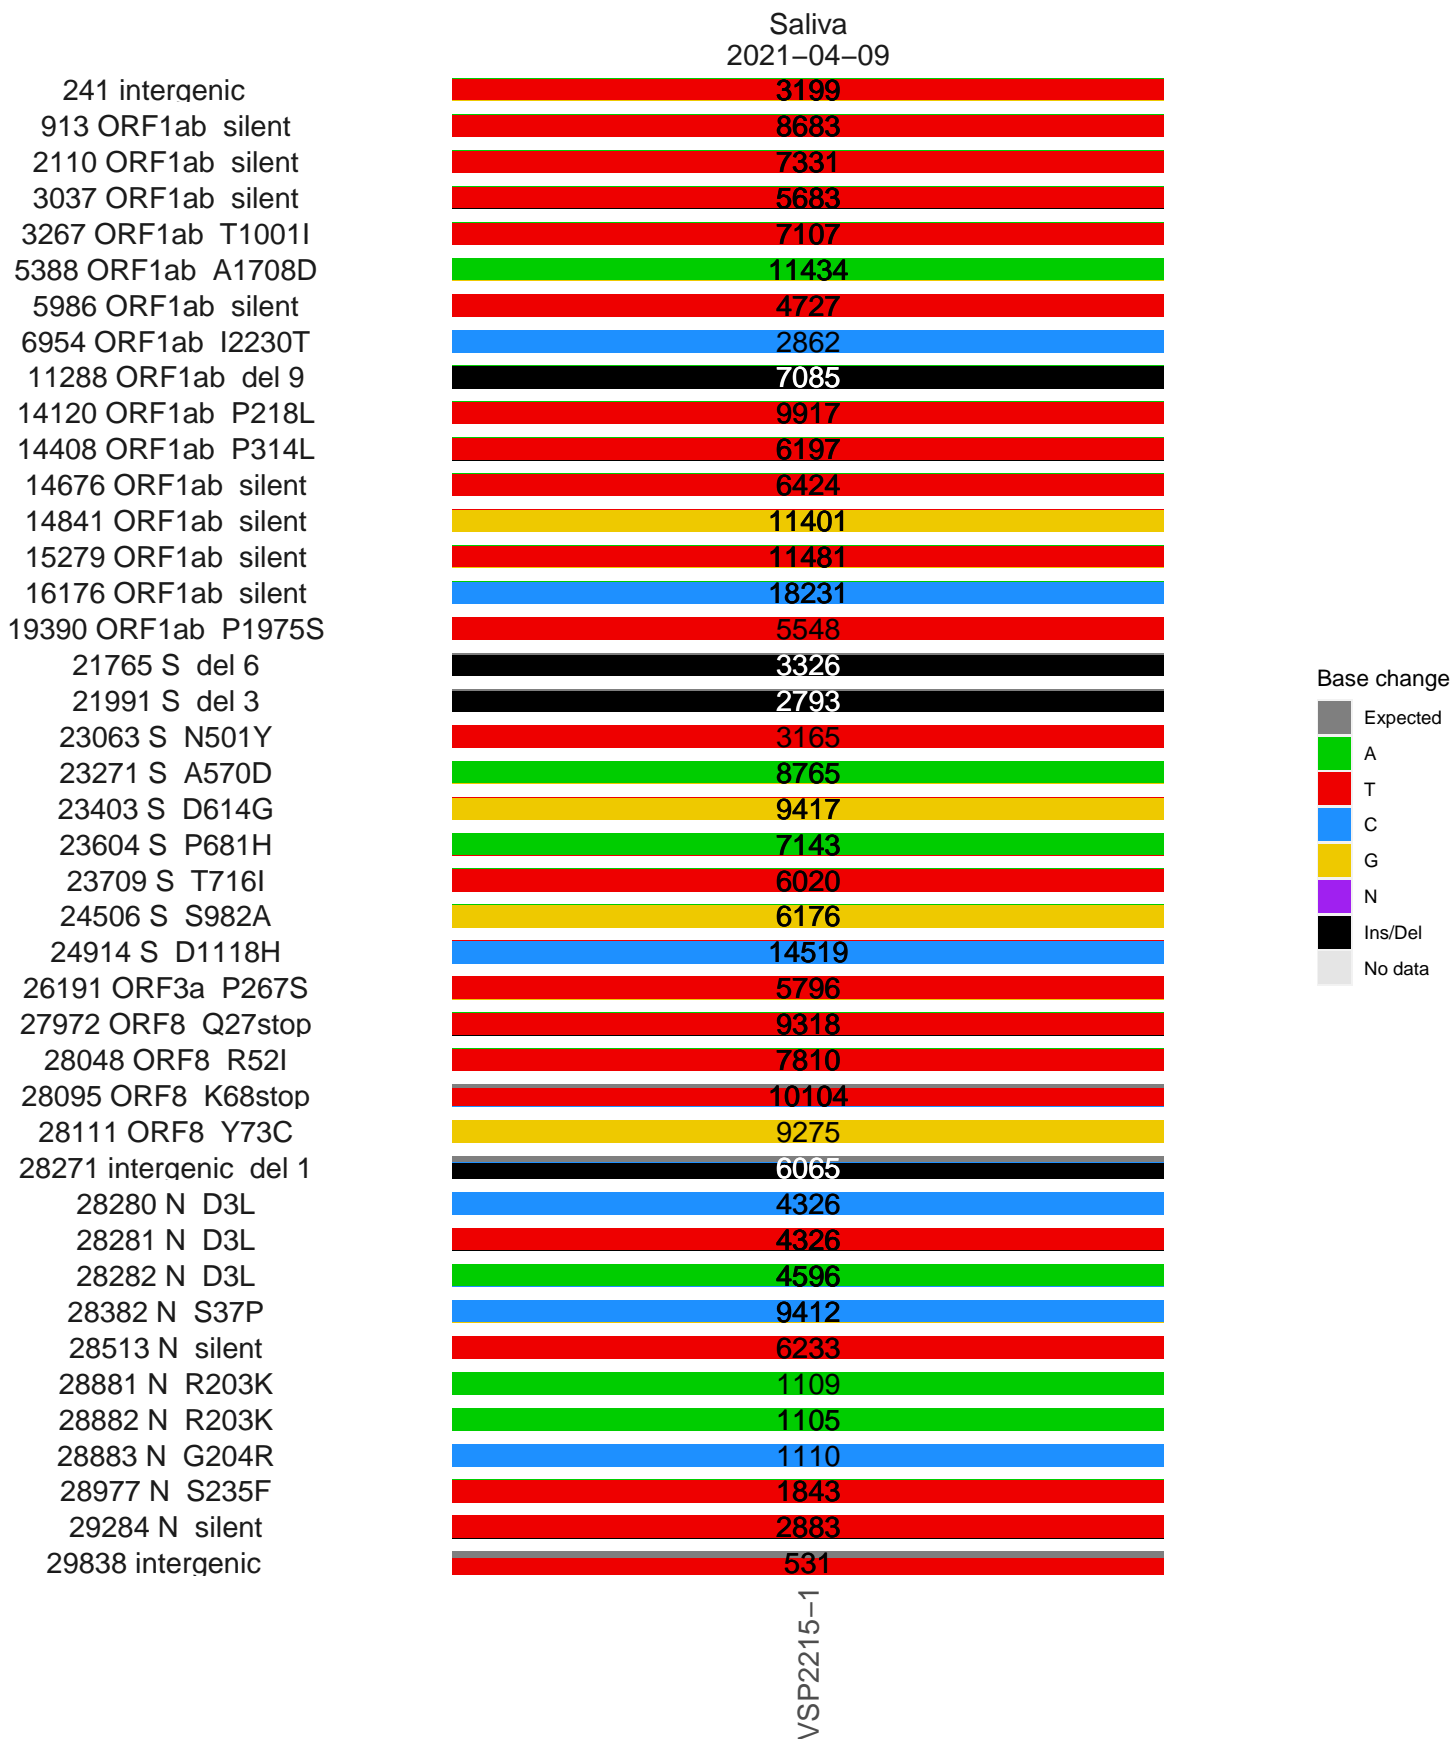 Saliva
2021−04−09
241 intergenic 3199
913 ORF1ab silent 8683
2110 ORF1ab silent 7331
3037 ORF1ab silent 5683
3267 ORF1ab T1001I 7107
5388 ORF1ab A1708D 11434
5986 ORF1ab silent 4727
6954 ORF1ab I2230T 2862
11288 ORF1ab del 9 7085
14120 ORF1ab P218L 9917
14408 ORF1ab P314L 6197
14676 ORF1ab silent 6424
14841 ORF1ab silent 11401
15279 ORF1ab silent 11481
16176 ORF1ab silent 18231
19390 ORF1ab P1975S 5548
21765 S del 6 3326
21991 S del 3 2793
23063 S N501Y 3165
23271 S A570D 8765
23403 S D614G 9417
23604 S P681H 7143
23709 S T716I 6020
24506 S S982A 6176
24914 S D1118H 14519
26191 ORF3a P267S 5796
27972 ORF8 Q27stop 9318
28048 ORF8 R52I 7810
28095 ORF8 K68stop 10104
28111 ORF8 Y73C 9275
28271 intergenic del 1 6065
28280 N D3L 4326
28281 N D3L 4326
28282 N D3L 4596
28382 N S37P 9412
28513 N silent 6233
28881 N R203K 1109
28882 N R203K 1105
28883 N G204R 1110
28977 N S235F 1843
29284 N silent 2883
29838 intergenic 531
VSP2215−1
Base change
Expected
A
T
C
G
N
Ins/Del
No data